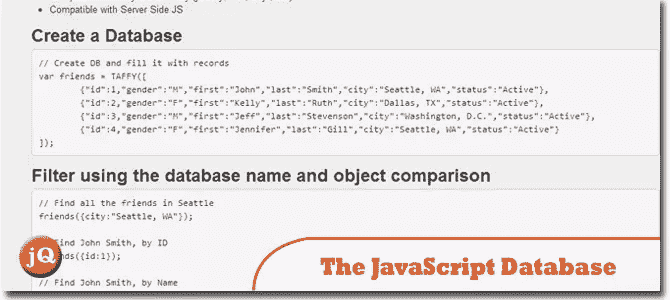 • Compatible with Server Side JS
Create a Database
// Create DB and fill it with records
var friends = TAFFY([
{"id":1,"gender":"M","first":"John","last":"Smith","city":"Seattle, WA","status":"Active"},
{"id":2,"gender":"F","first":"Kelly","last":"Ruth","city":"Dallas, TX","status":"Active"},
{"id":3,"gender":"M","first":"Jeff","last":"Stevenson","city":"Washington, D.C.","status":"Active"},
{"id":4,"gender":"F","first":"Jennifer","last":"Gill","city":"Seattle, WA","status":"Active"}
]);
Filter using the database name and object comparison
// Find all the friends in Seattle
friends({city:"Seattle, WA"});
Find John Smith, by ID
ends({id:1});
// Find John Smith, by Name
jQ
The JavaScript Database